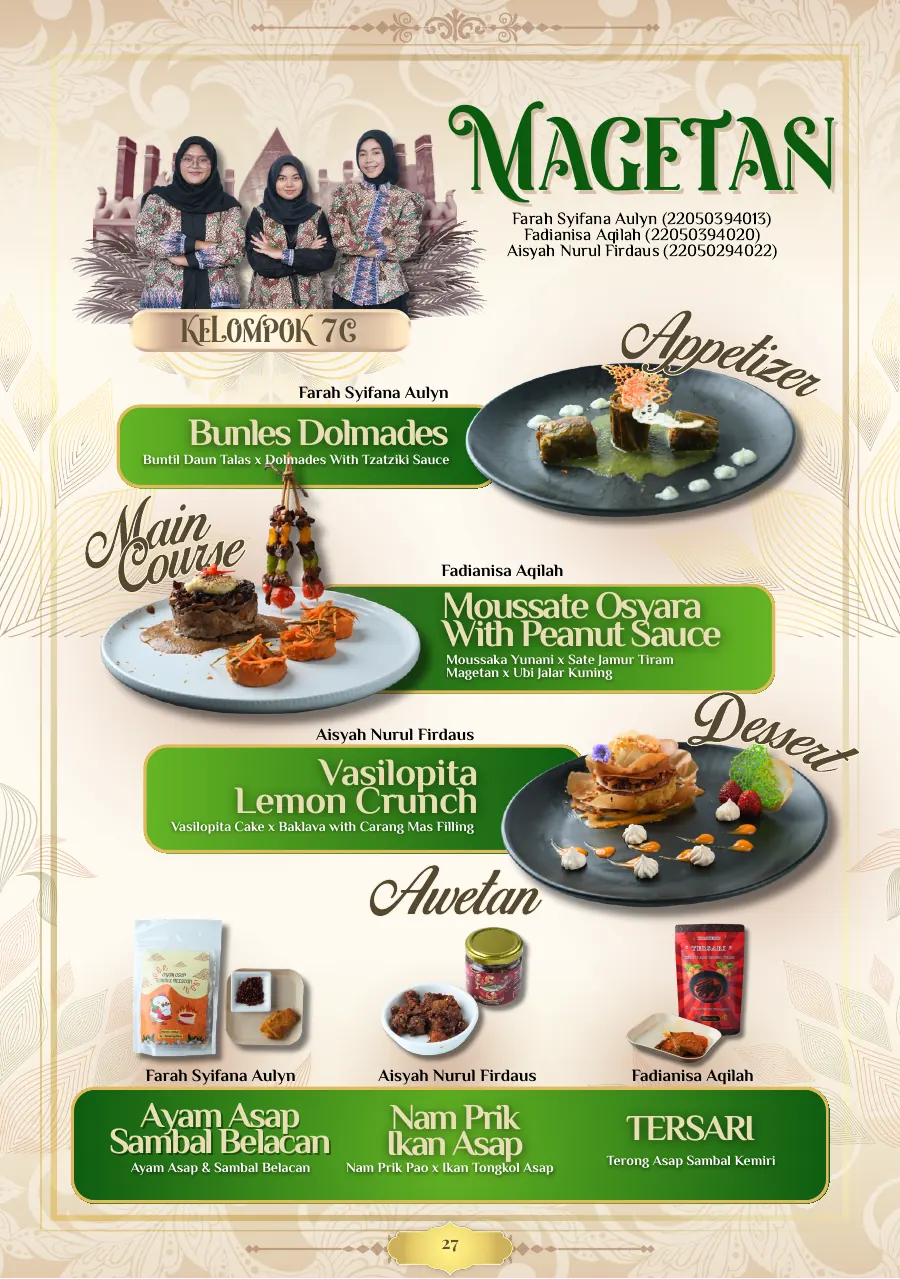 MAGETAN
Farah Syifana Aulyn (22050394013)
Fadianisa Aqilah (22050394020)
Aisyah Nurul Firdaus (22050294022)
KELOMPOK 7C
Appetizer
Farah Syifana Aulyn
Bunles Dolmades
Buntil Daun Talas x Dolmades With Tzatziki Sauce
Main
Course
Fadianisa Aqilah
Moussate Osyara
With Peanut Sauce
Moussaka Yunani x Sate Jamur Tiram
Magetan x Ubi Jalar Kuning
Dessert
Aisyah Nurul Firdaus
Vasilopita
Lemon Crunch
Vasilopita Cake x Baklava with Carang Mas Filling
Awetan
AYAM ASAP
SAMBAL BELACAN
TERSARI
Farah Syifana Aulyn
Ayam Asap
Sambal Belacan
Ayam Asap & Sambal Belacan
Aisyah Nurul Firdaus
Nam Prik
Ikan Asap
Nam Prik Pao x Ikan Tongkol Asap
Fadianisa Aqilah
TERSARI
Terong Asap Sambal Kemiri
27